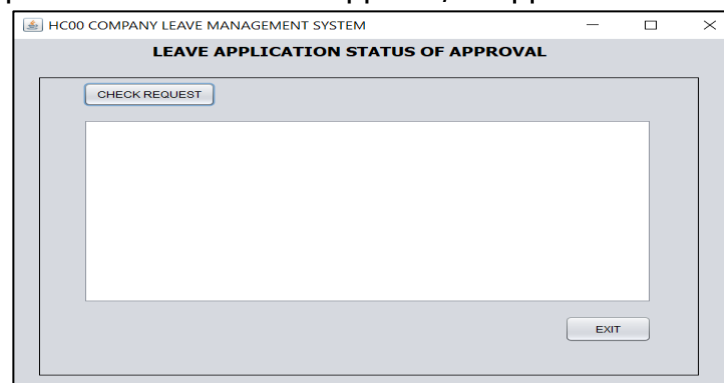 HC00 COMPANY LEAVE MANAGEMENT SYSTEM
LEAVE APPLICATION STATUS OF APPROVAL
CHECK REQUEST
EXIT